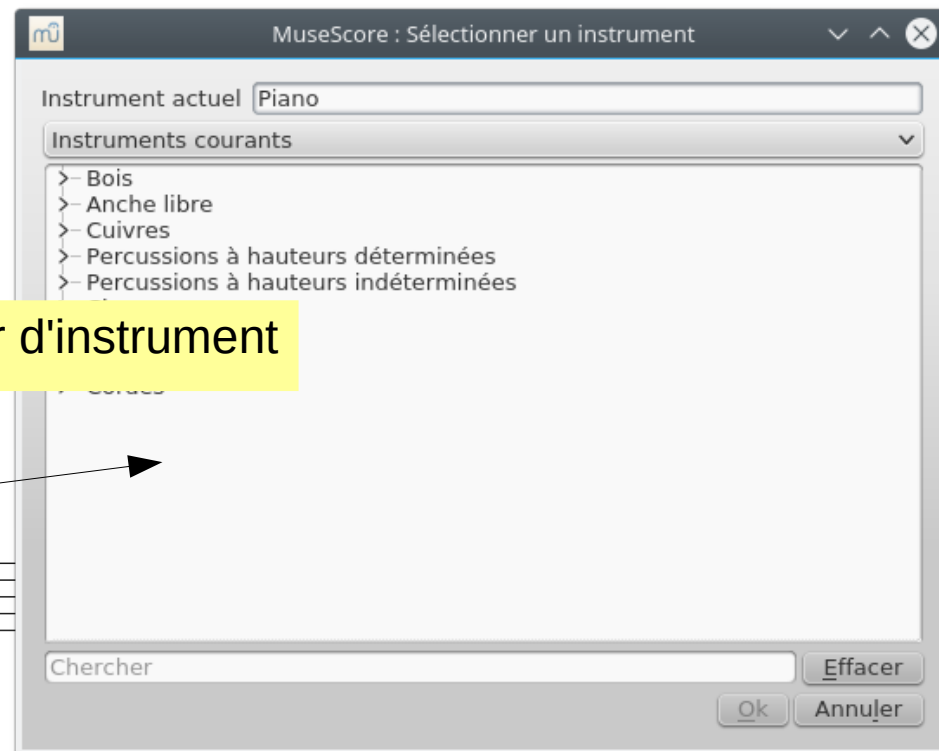 MuseScore : Sélectionner un instrument
Instrument actuel Piano
Instruments courants
Bois
Anche libre
Cuivres
Percussions à hauteurs déterminées
Percussions à hauteurs indéterminées
r d'instrument
Cordes
Chercher
Effacer
Ok Annuler